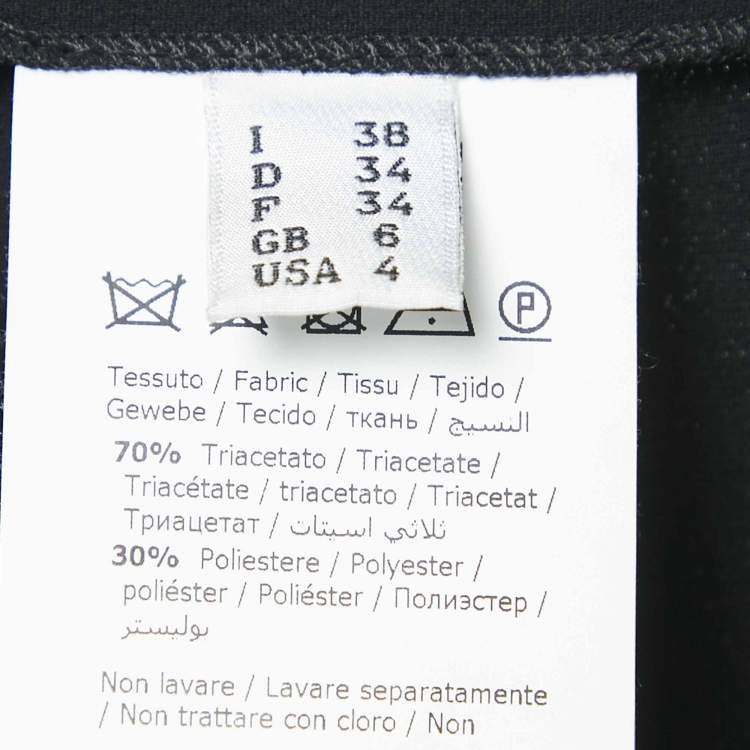 I 38
D 34
F 34
GB 6
USA 4
P
Tessuto / Fabric / Tissu / Tejido /
Gewebe / Tecido / ткань / النسيج
70% Triacetato / Triacetate /
Triacétate / triacetato / Triacetat /
Триацетат / ثلاثي اسيتات
30% Poliestere / Polyester /
poliéster / Poliéster / Полиэстер /
بوليستر
Non lavare / Lavare separatamente
/ Non trattare con cloro / Non